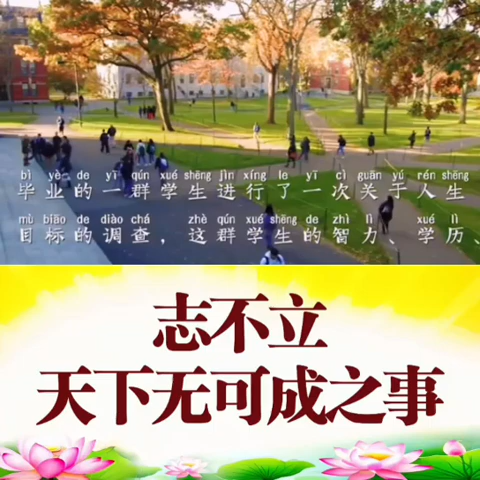 bì yè de yī qún xué shēng jìn xíng le yī cì guān yú rén shēng
毕业的一群学生进行了一次关于人生
mù biāo de diào chá zhè qún xué shēng de zhì lì xué lì
目标的调查，这群学生的智力、学历、
志不立
天下无可成之事